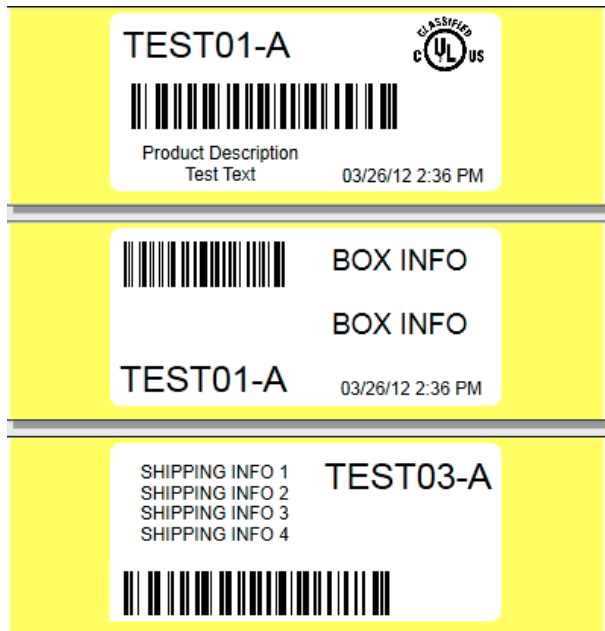 TEST01-A
CLASSIFIED
C UL US
Product Description
Test Text
03/26/12 2:36 PM
BOX INFO
BOX INFO
TEST01-A
03/26/12 2:36 PM
SHIPPING INFO 1
SHIPPING INFO 2
SHIPPING INFO 3
SHIPPING INFO 4
TEST03-A